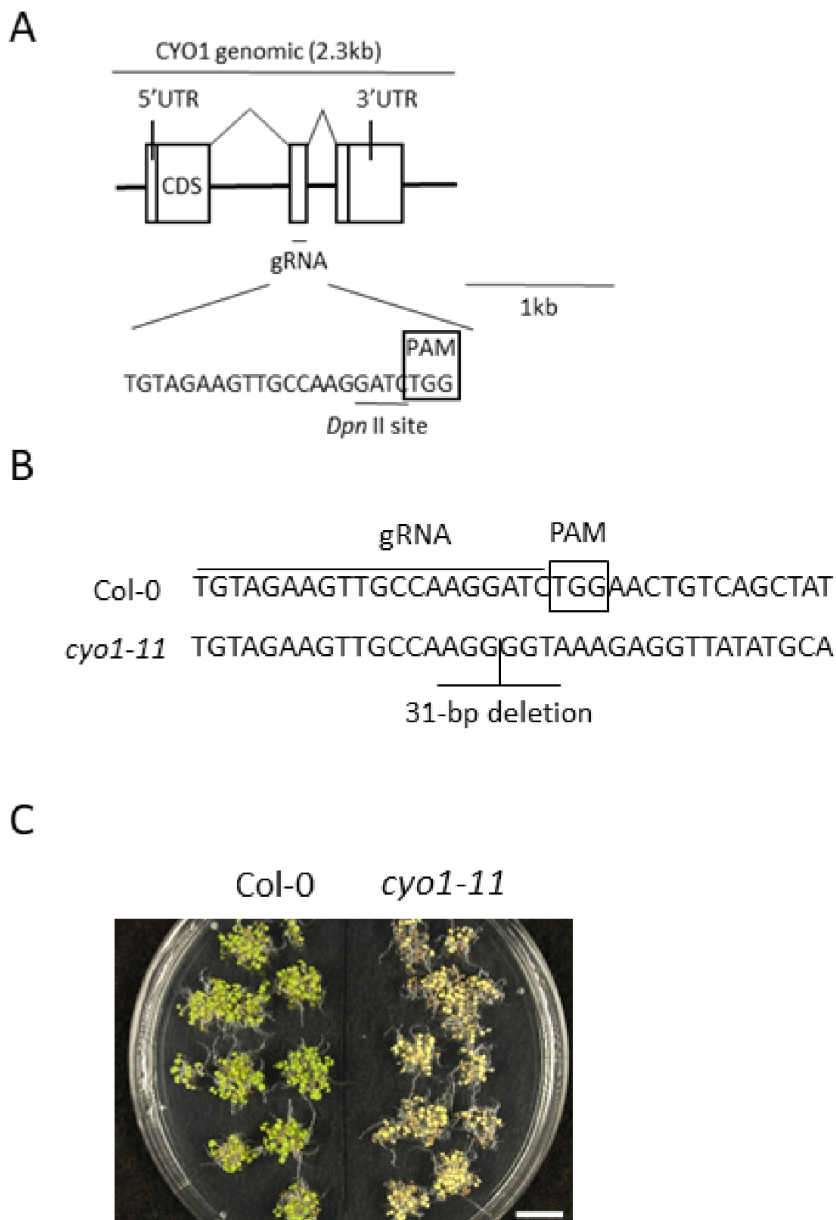 A
CYO1 genomic (2.3kb)
5'UTR 3'UTR
CDS
gRNA
1kb
PAM
TGTAGAAGTTGCCAAGGATCTGG
Dpn II site
B
gRNA PAM
Col-0 TGTAGAAGTTGCCAAGGATCTGGAACTGTCAGCTAT
cyo1-11 TGTAGAAGTTGCCAAGGGGTAAAGAGGTTATATGCA
31-bp deletion
C
Col-0 cyo1-11